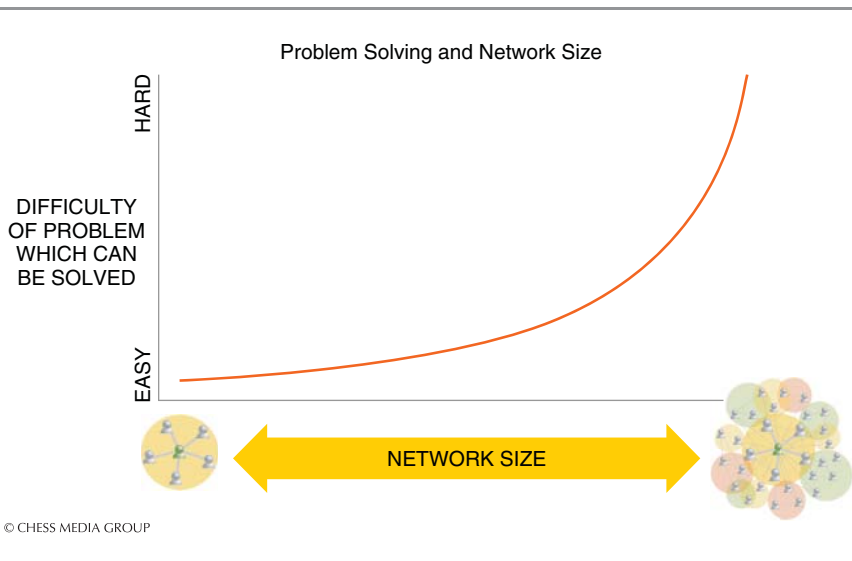 Problem Solving and Network Size
HARD
DIFFICULTY
OF PROBLEM
WHICH CAN
BE SOLVED
EASY
NETWORK SIZE
© CHESS MEDIA GROUP